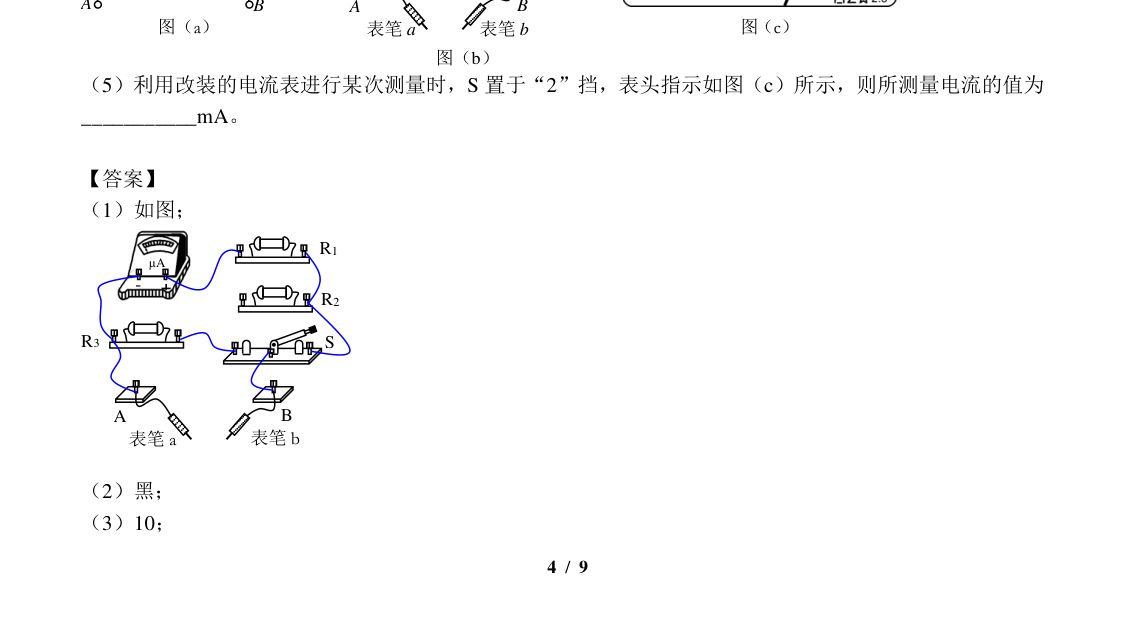 A B A B
图（a） 表笔 a 表笔 b 图（c）
图（b）
（5）利用改装的电流表进行某次测量时，S 置于“2”挡，表头指示如图（c）所示，则所测量电流的值为
___________mA。
【答案】
（1）如图；
R1
μA
- +
R2
R3 S
A B
表笔 a 表笔 b
（2）黑；
（3）10；
4 / 9